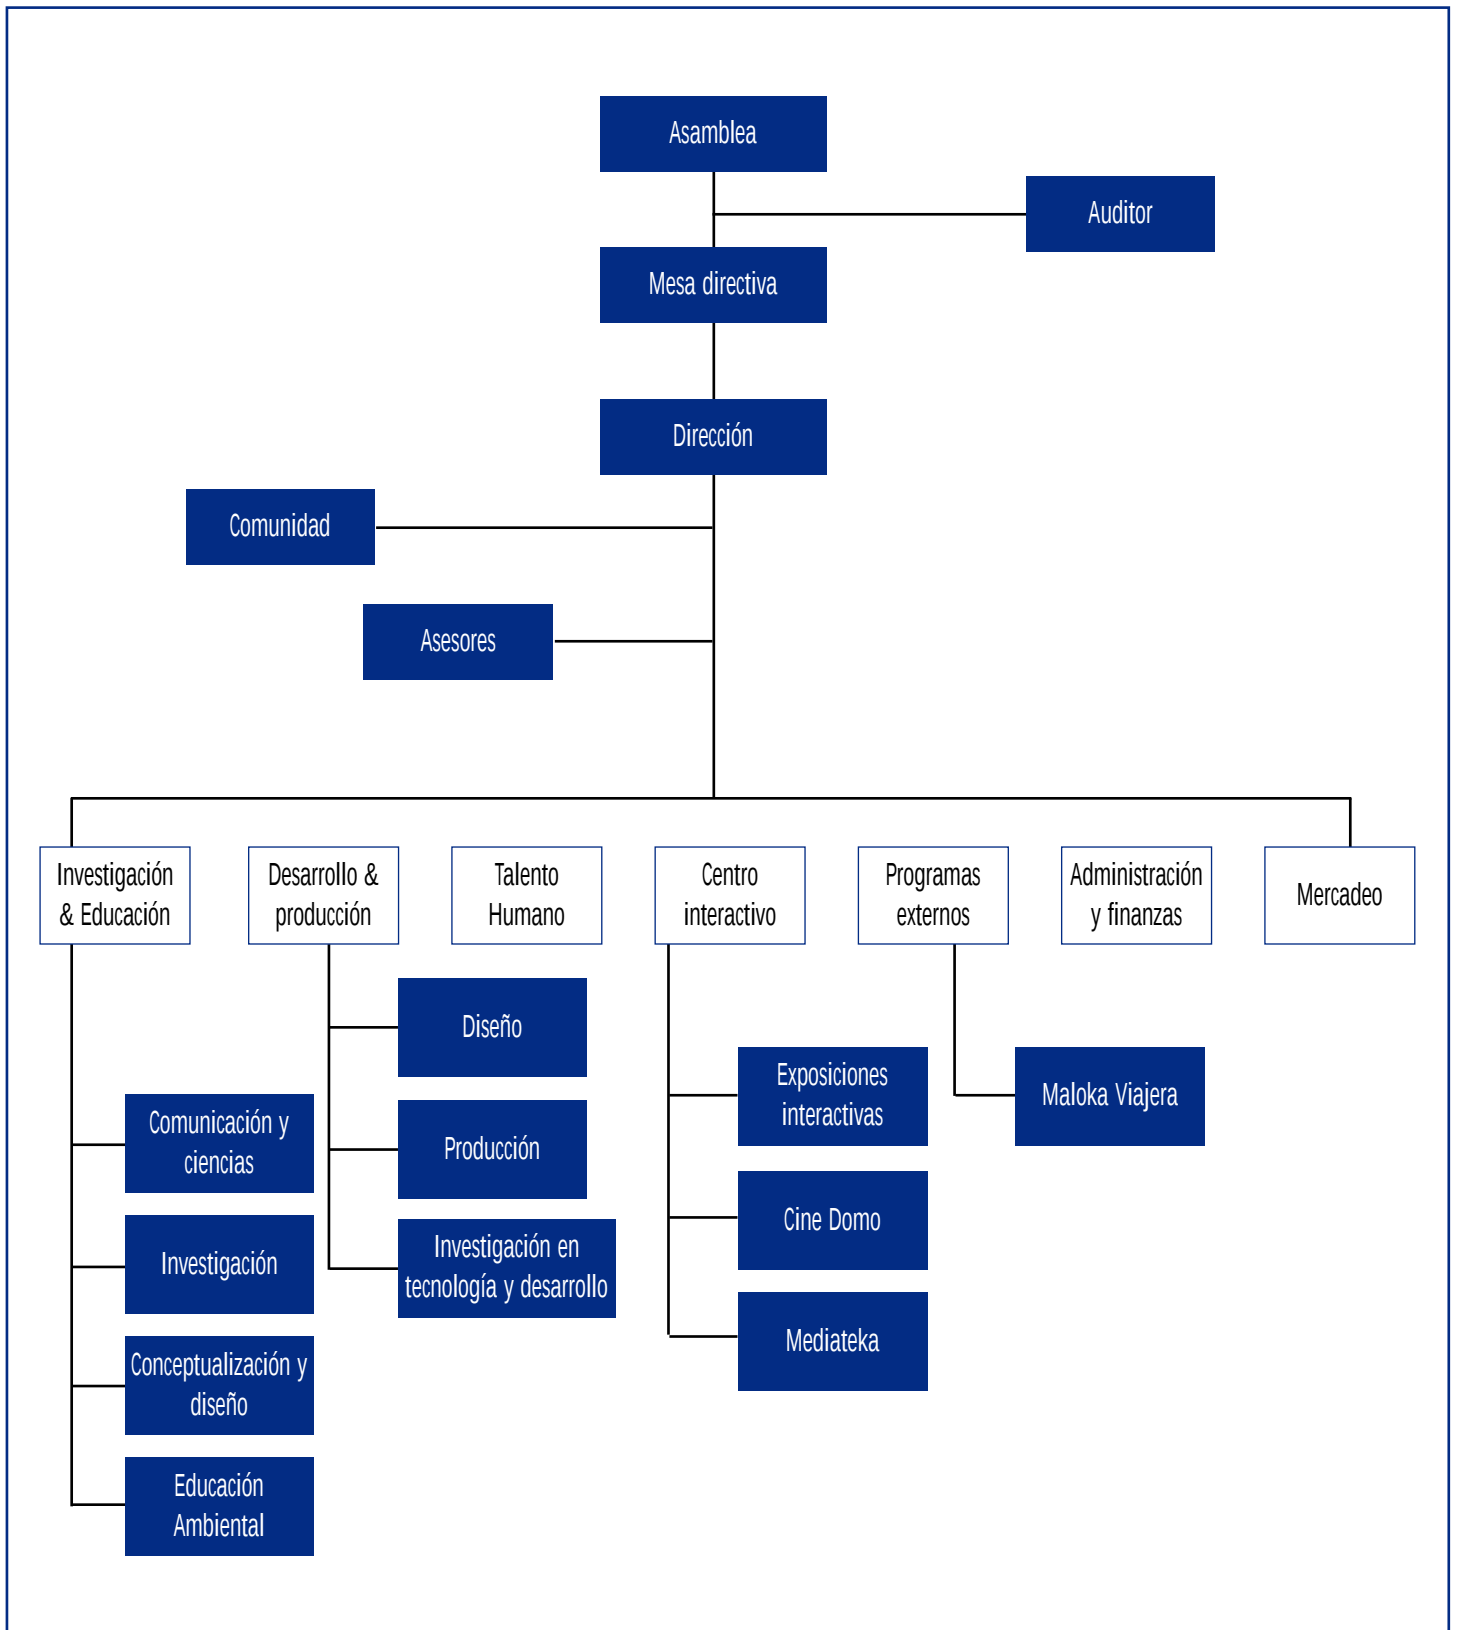 Asamblea
Auditor
Mesa directiva
Dirección
Comunidad
Asesores
Investigación
& Educación
Desarrollo &
producción
Talento
Humano
Centro
interactivo
Programas
externos
Administración
y finanzas
Mercadeo
Comunicación y
ciencias
Investigación
Conceptualización y
diseño
Educación
Ambiental
Diseño
Producción
Investigación en
tecnología y desarrollo
Exposiciones
interactivas
Cine Domo
Mediateka
Maloka Viajera